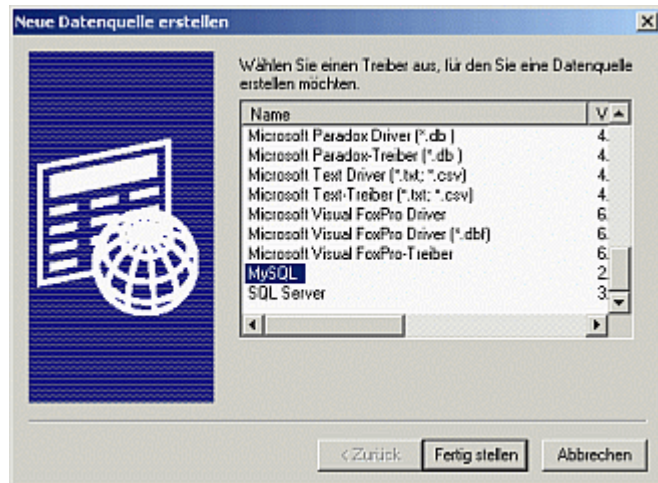 Neue Datenquelle erstellen
Wählen Sie einen Treiber aus, für den Sie eine Datenquelle
erstellen möchten.
Name V
Microsoft Paradox Driver (*.db ) 4.
Microsoft Paradox-Treiber (*.db ) 4.
Microsoft Text Driver (*.txt; *.csv) 4.
Microsoft Text-Treiber (*.txt; *.csv) 4.
Microsoft Visual FoxPro Driver 6.
Microsoft Visual FoxPro Driver (*.dbf) 6.
Microsoft Visual FoxPro-Treiber 6.
MySQL 2.
SQL Server 3.
< Zurück Fertig stellen Abbrechen